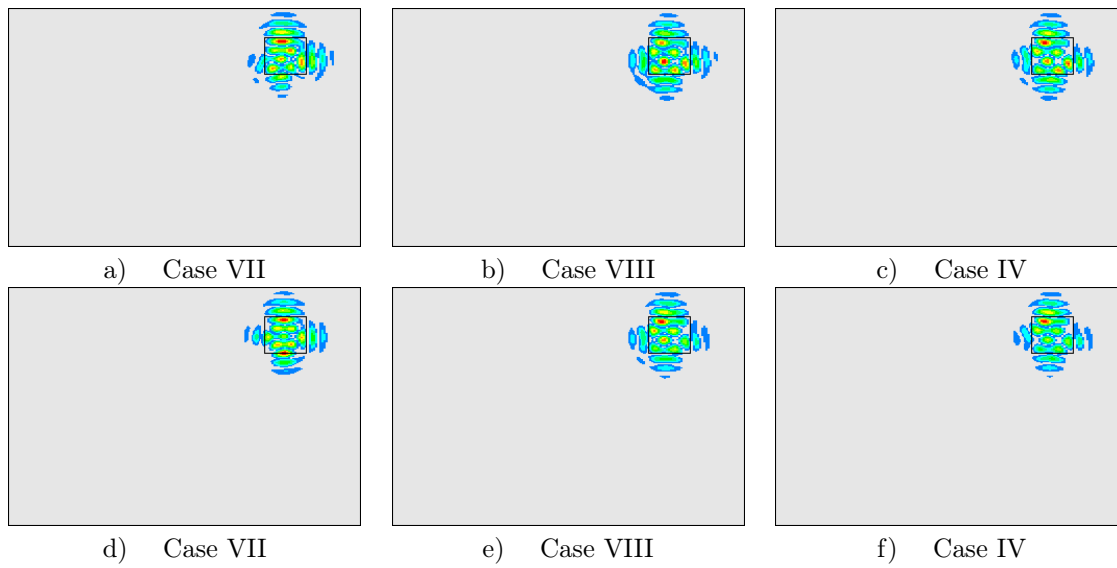 a) Case VII
b) Case VIII
c) Case IV
d) Case VII
e) Case VIII
f) Case IV